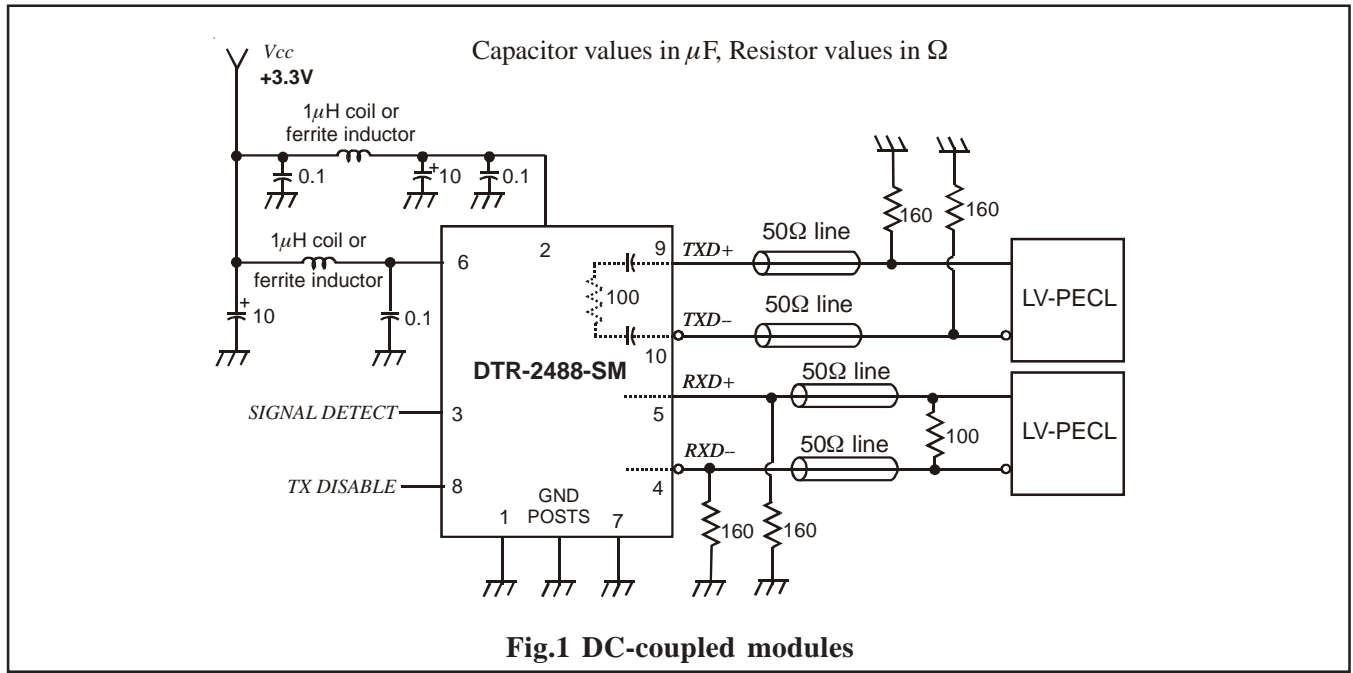 Capacitor values in µF, Resistor values in Ω
Vcc
+3.3V
1µH coil or
ferrite inductor
0.1
+
10
0.1
1µH coil or
ferrite inductor
+
10
0.1
6
2
9
TXD+
50Ω line
160
160
100
LV-PECL
TXD--
50Ω line
10
DTR-2488-SM
RXD+
50Ω line
5
SIGNAL DETECT
3
100
LV-PECL
RXD--
50Ω line
4
TX DISABLE
8
GND
POSTS
1
7
160
160
Fig.1 DC-coupled modules